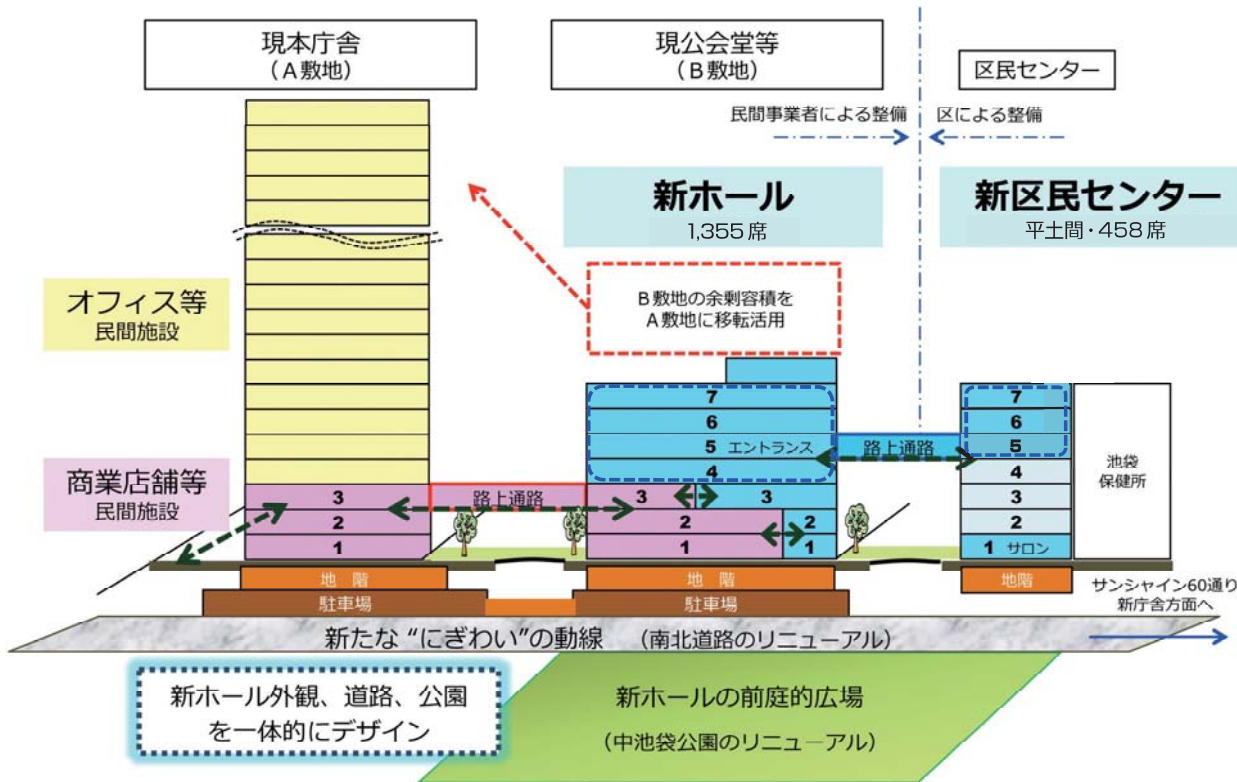 現本庁舎
（A敷地）
現公会堂等
（B敷地）
区民センター
民間事業者による整備
区による整備
新ホール
1,355席
新区民センター
平土間・458席
オフィス等
民間施設
B敷地の余剰容積を
A敷地に移転活用
7
6
5 エントランス
4
路上通路
7
6
5
4
3
2
1 サロン
池袋
保健所
商業店舗等
民間施設
3
2
1
路上通路
3
3
2
2
1
1
地 階
駐車場
地 階
駐車場
地階
サンシャイン60通り
新庁舎方面へ
新たな“にぎわい”の動線 （南北道路のリニューアル）
新ホール外観、道路、公園
を一体的にデザイン
新ホールの前庭的広場
（中池袋公園のリニューアル）